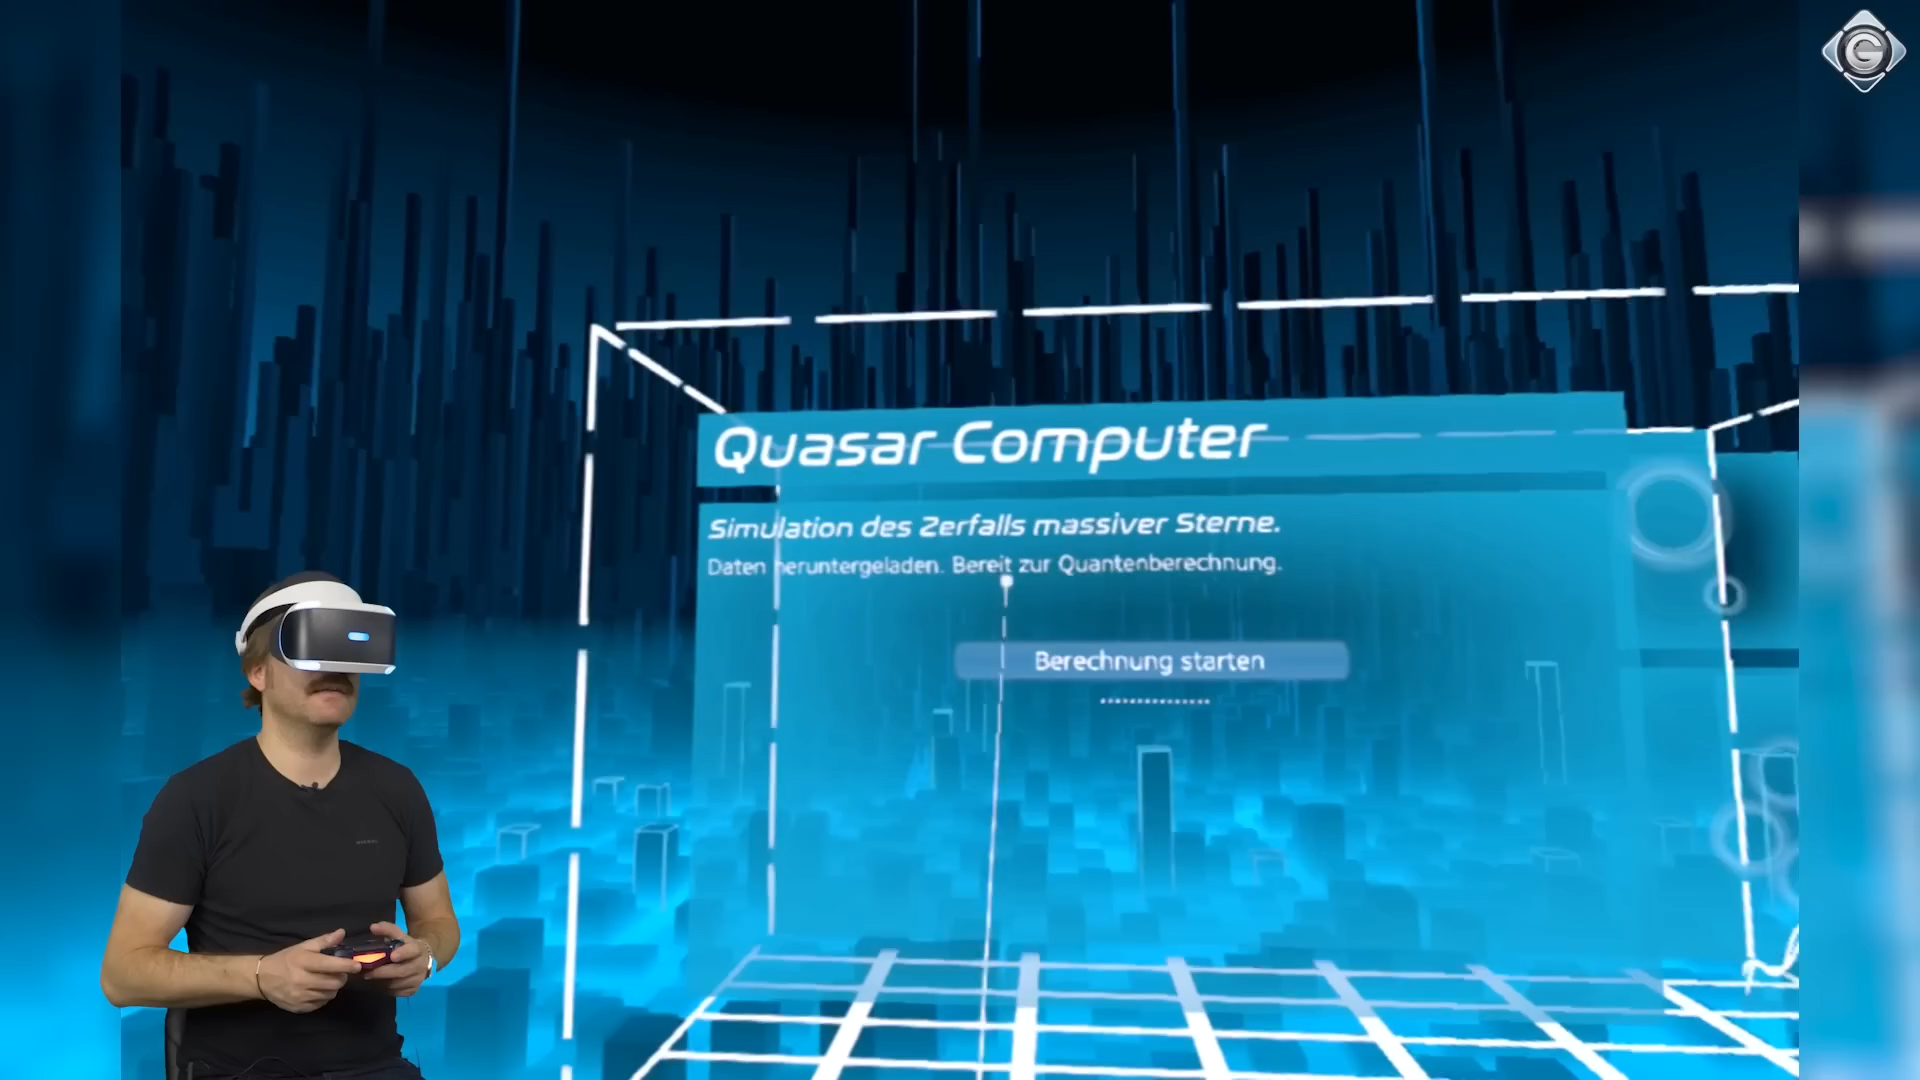 Quasar Computer
Simulation des Zerfalls massiver Sterne.
Daten heruntergeladen. Bereit zur Quantenberechnung.
Berechnung starten
G